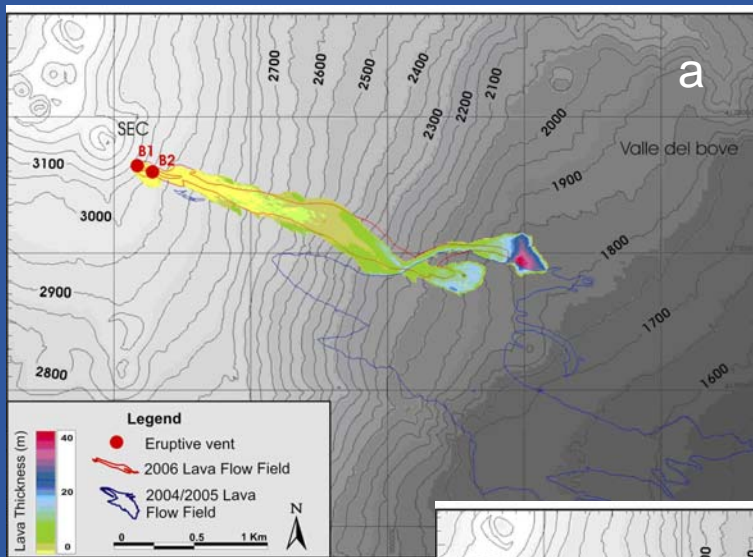 a
2700
2600
2500
2400
2300
2200
2100
2000
1900
1800
1700
1600
SEC
B1
B2
3100
3000
2900
2800
Valle del bove
Legend
Eruptive vent
2006 Lava Flow Field
2004/2005 Lava
Flow Field
Lava Thickness (m)
40
20
0
N
0 0.5 1 Km